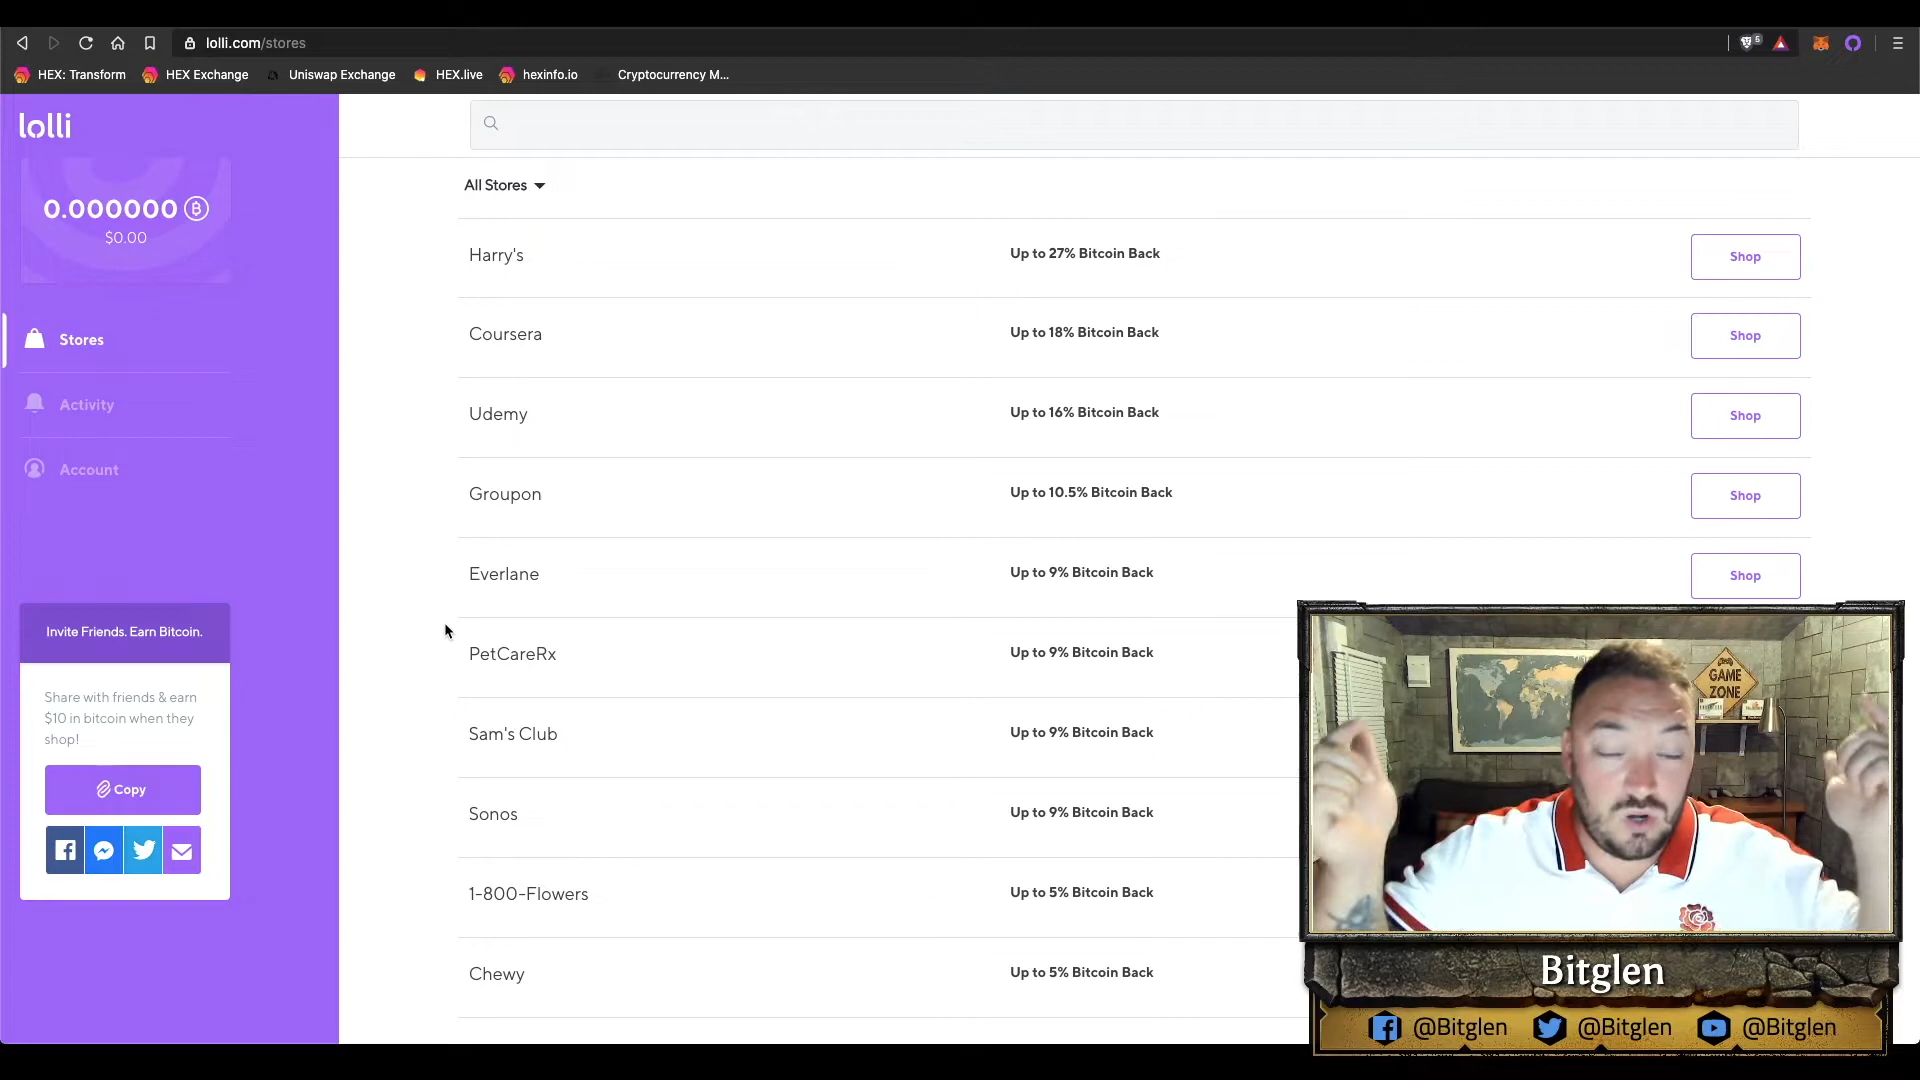 lolli.com/stores
5
HEX: Transform
HEX Exchange
Uniswap Exchange
HEX.live
hexinfo.io
Cryptocurrency M...
lolli
0.000000
$0.00
Stores
Activity
Account
Invite Friends. Earn Bitcoin.
Share with friends & earn
$10 in bitcoin when they
shop!
Copy
All Stores
Harry's Up to 27% Bitcoin Back Shop
Coursera Up to 18% Bitcoin Back Shop
Udemy Up to 16% Bitcoin Back Shop
Groupon Up to 10.5% Bitcoin Back Shop
Everlane Up to 9% Bitcoin Back Shop
PetCareRx Up to 9% Bitcoin Back
Sam's Club Up to 9% Bitcoin Back
Sonos Up to 9% Bitcoin Back
1-800-Flowers Up to 5% Bitcoin Back
Chewy Up to 5% Bitcoin Back
GAME
ZONE
Bitglen
@Bitglen @Bitglen @Bitglen